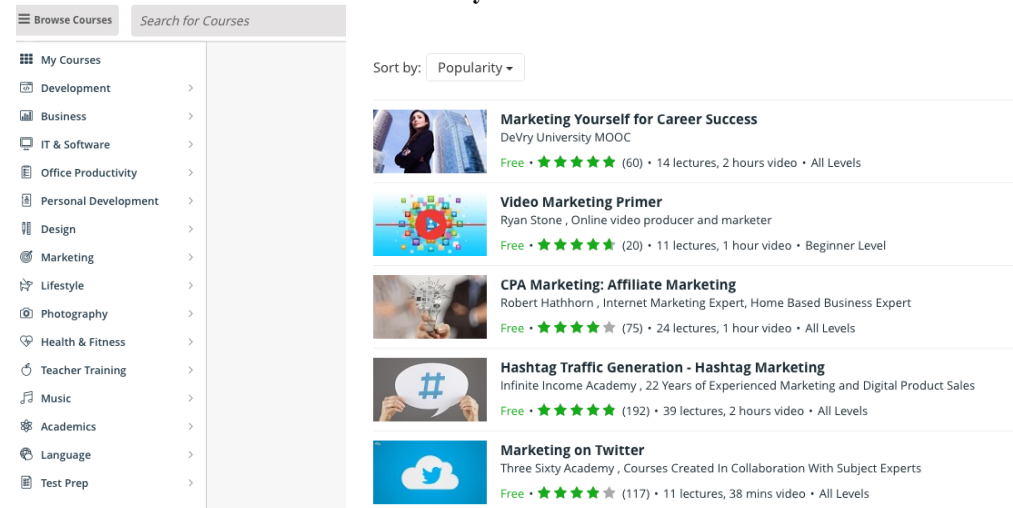 Browse Courses
Search for Courses
My Courses
Development
Business
IT & Software
Office Productivity
Personal Development
Design
Marketing
Lifestyle
Photography
Health & Fitness
Teacher Training
Music
Academics
Language
Test Prep
Sort by: Popularity
Marketing Yourself for Career Success
DeVry University MOOC
Free • (60) • 14 lectures, 2 hours video • All Levels
Video Marketing Primer
Ryan Stone , Online video producer and marketer
Free • (20) • 11 lectures, 1 hour video • Beginner Level
CPA Marketing: Affiliate Marketing
Robert Hathhorn , Internet Marketing Expert, Home Based Business Expert
Free • (75) • 24 lectures, 1 hour video • All Levels
#
Hashtag Traffic Generation - Hashtag Marketing
Infinite Income Academy , 22 Years of Experienced Marketing and Digital Product Sales
Free • (192) • 39 lectures, 2 hours video • All Levels
Marketing on Twitter
Three Sixty Academy , Courses Created In Collaboration With Subject Experts
Free • (117) • 11 lectures, 38 mins video • All Levels